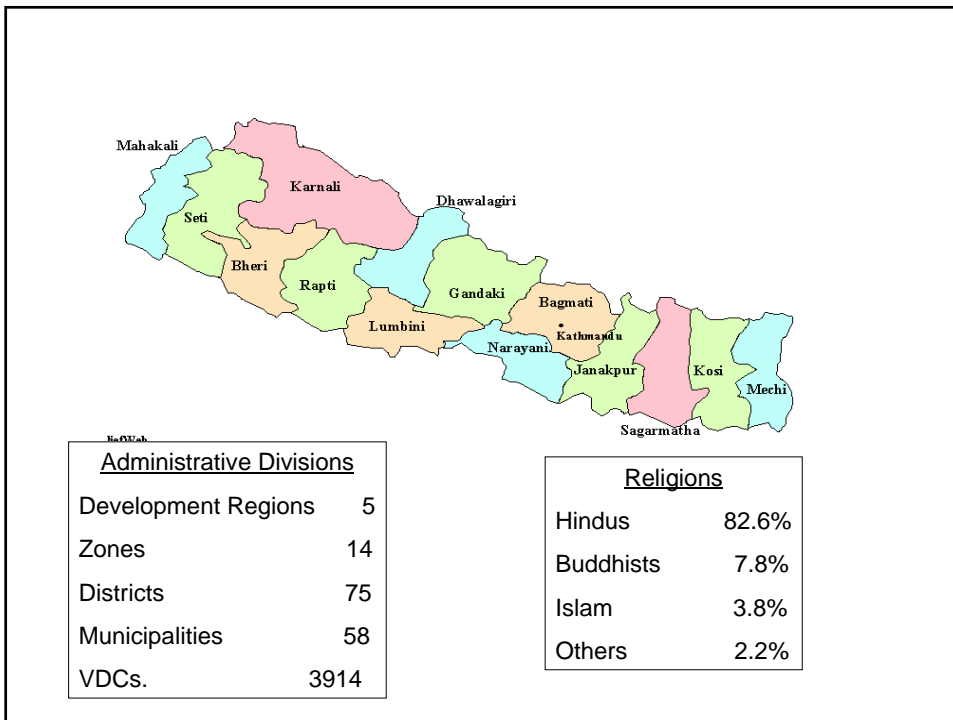 Mahakali
Karnali
Dhawalagiri
Seti
Bheri
Rapti
Gandaki
Bagmati
Lumbini
Kathmandu
Narayani
Janakpur
Kosi
Mechi
Sagarmatha
Administrative Divisions
Development Regions 5
Zones 14
Districts 75
Municipalities 58
VDCs. 3914
Religions
Hindus 82.6%
Buddhists 7.8%
Islam 3.8%
Others 2.2%